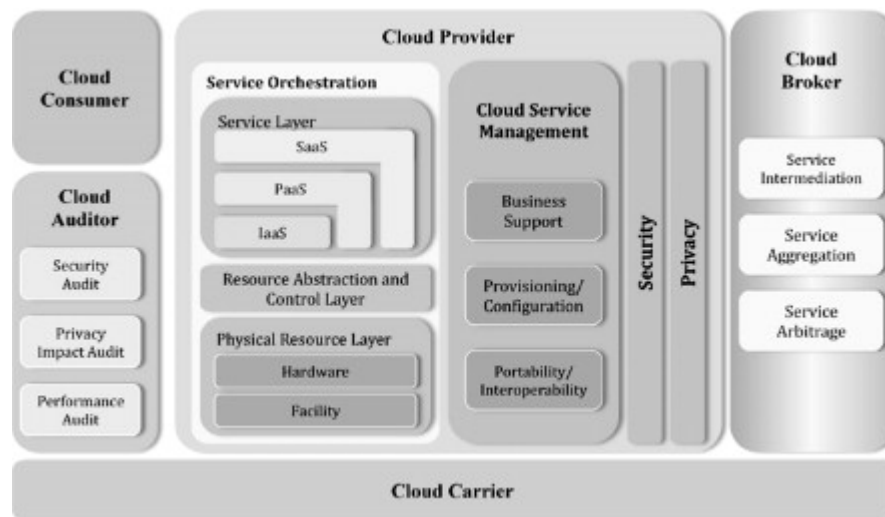 Cloud
Consumer
Cloud
Auditor
Security
Audit
Privacy
Impact Audit
Performance
Audit
Cloud Provider
Service Orchestration
Service Layer
SaaS
PaaS
IaaS
Resource Abstraction and
Control Layer
Physical Resource Layer
Hardware
Facility
Cloud Service
Management
Business
Support
Provisioning/
Configuration
Portability/
Interoperability
Security
Privacy
Cloud
Broker
Service
Intermediation
Service
Aggregation
Service
Arbitrage
Cloud Carrier